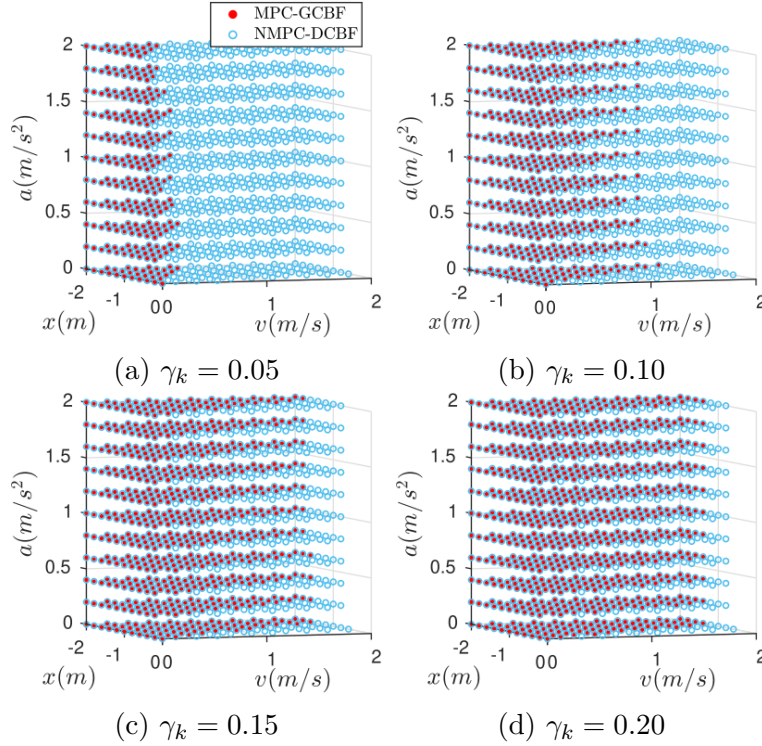 MPC-GCBF
NMPC-DCBF
2
1.5
1
0.5
0
a(m/s²)
-2
-1
0
x(m)
0
1
2
v(m/s)
(a) γₖ = 0.05
2
1.5
1
0.5
0
a(m/s²)
-2
-1
0
x(m)
0
1
2
v(m/s)
(b) γₖ = 0.10
2
1.5
1
0.5
0
a(m/s²)
-2
-1
0
x(m)
0
1
2
v(m/s)
(c) γₖ = 0.15
2
1.5
1
0.5
0
a(m/s²)
-2
-1
0
x(m)
0
1
2
v(m/s)
(d) γₖ = 0.20